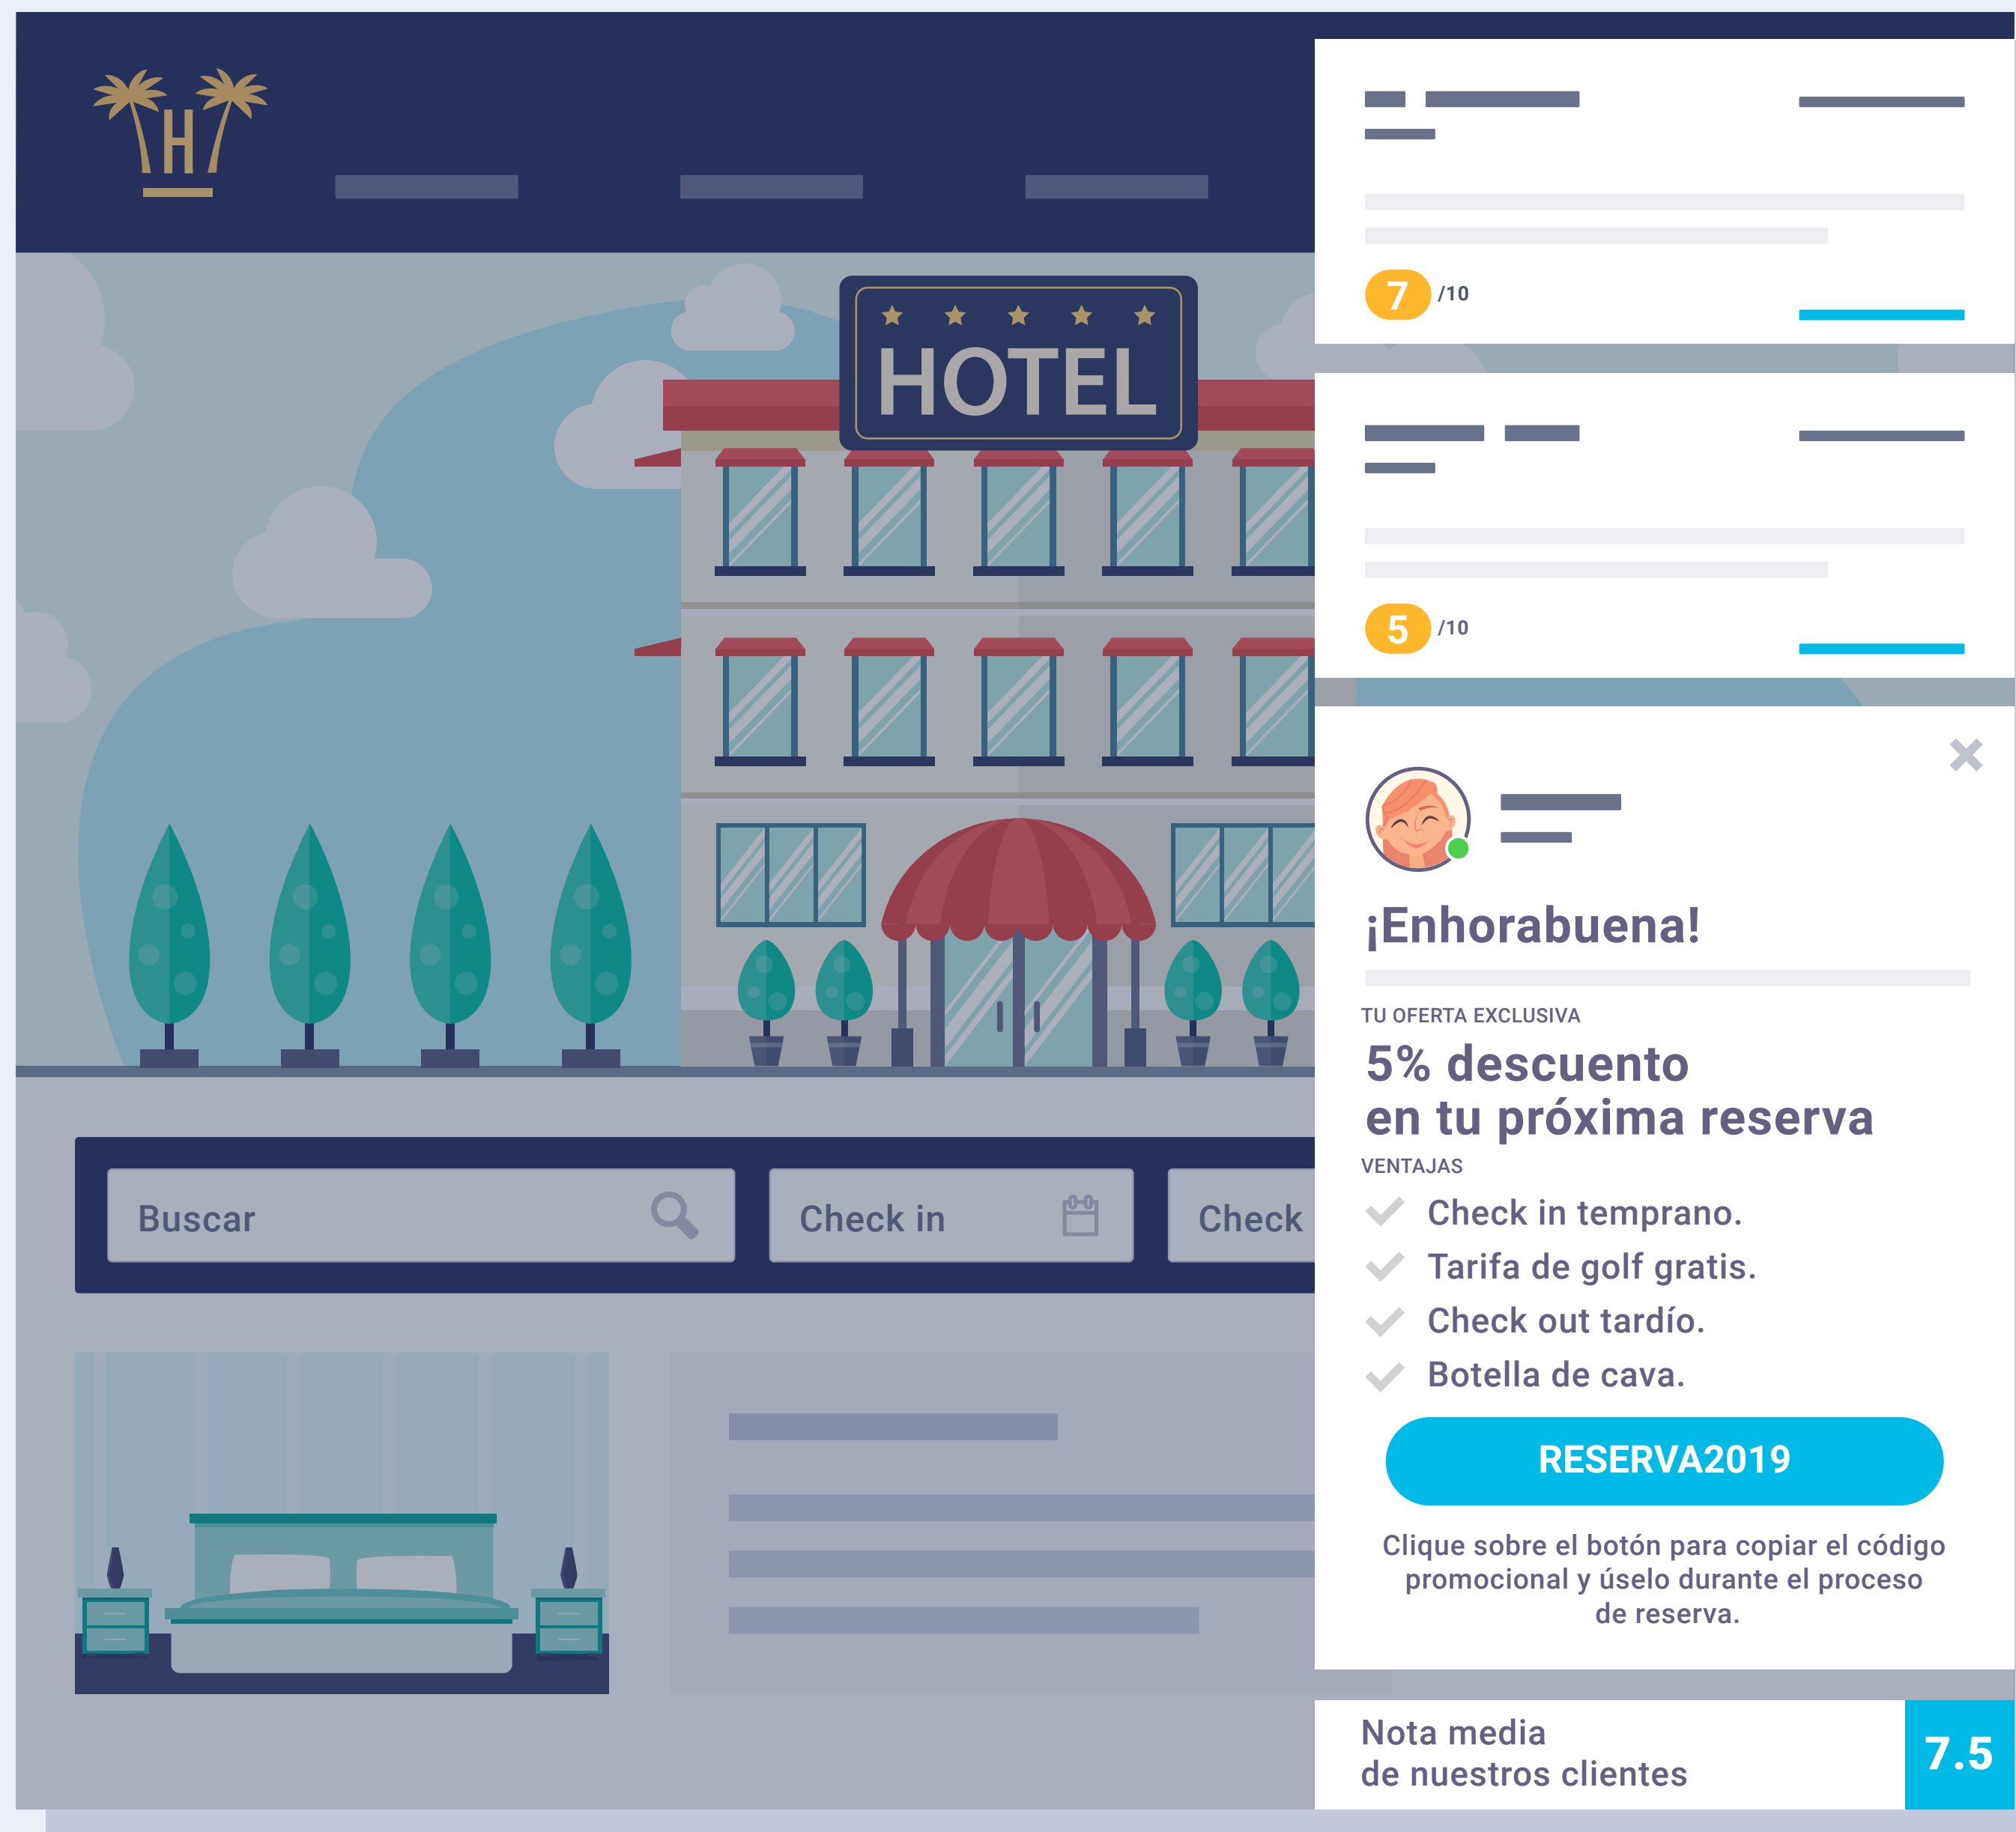 H
HOTEL
Buscar
Check in
Check
7 /10
5 /10
¡Enhorabuena!
TU OFERTA EXCLUSIVA
5% descuento
en tu próxima reserva
VENTAJAS
Check in temprano.
Tarifa de golf gratis.
Check out tardío.
Botella de cava.
RESERVA2019
Clique sobre el botón para copiar el código
promocional y úselo durante el proceso
de reserva.
Nota media
de nuestros clientes
7.5